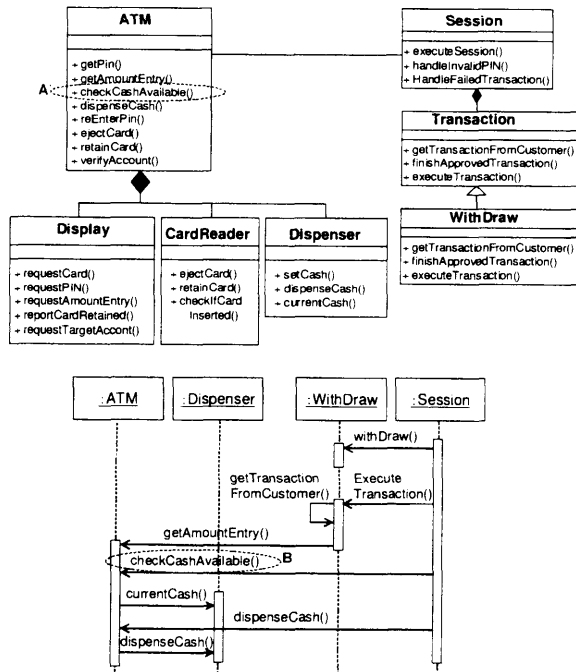 ATM
+ getPin()
+ getAmountEntry()
A
+ checkCashAvailable()
+ dispenseCash()
+ reEnterPin()
+ ejectCard()
+ retainCard()
+ verifyAccount()
Session
+ executeSession()
+ handleInvalidPIN()
+ HandleFailedTransaction()
Transaction
+ getTransactionFromCustomer()
+ finishApprovedTransaction()
+ executeTransaction()
WithDraw
+ getTransactionFromCustomer()
+ finishApprovedTransaction()
+ executeTransaction()
Display
+ requestCard()
+ requestPIN()
+ requestAmountEntry()
+ reportCardRetained()
+ requestTargetAccont()
CardReader
+ ejectCard()
+ retainCard()
+ checkIfCard
Inserted()
Dispenser
+ setCash()
+ dispenseCash()
+ currentCash()
:ATM
:Dispenser
:WithDraw
:Session
withDraw()
getTransaction
FromCustomer()
Execute
Transaction()
getAmountEntry()
checkCashAvailable()
B
currentCash()
dispenseCash()
dispenseCash()